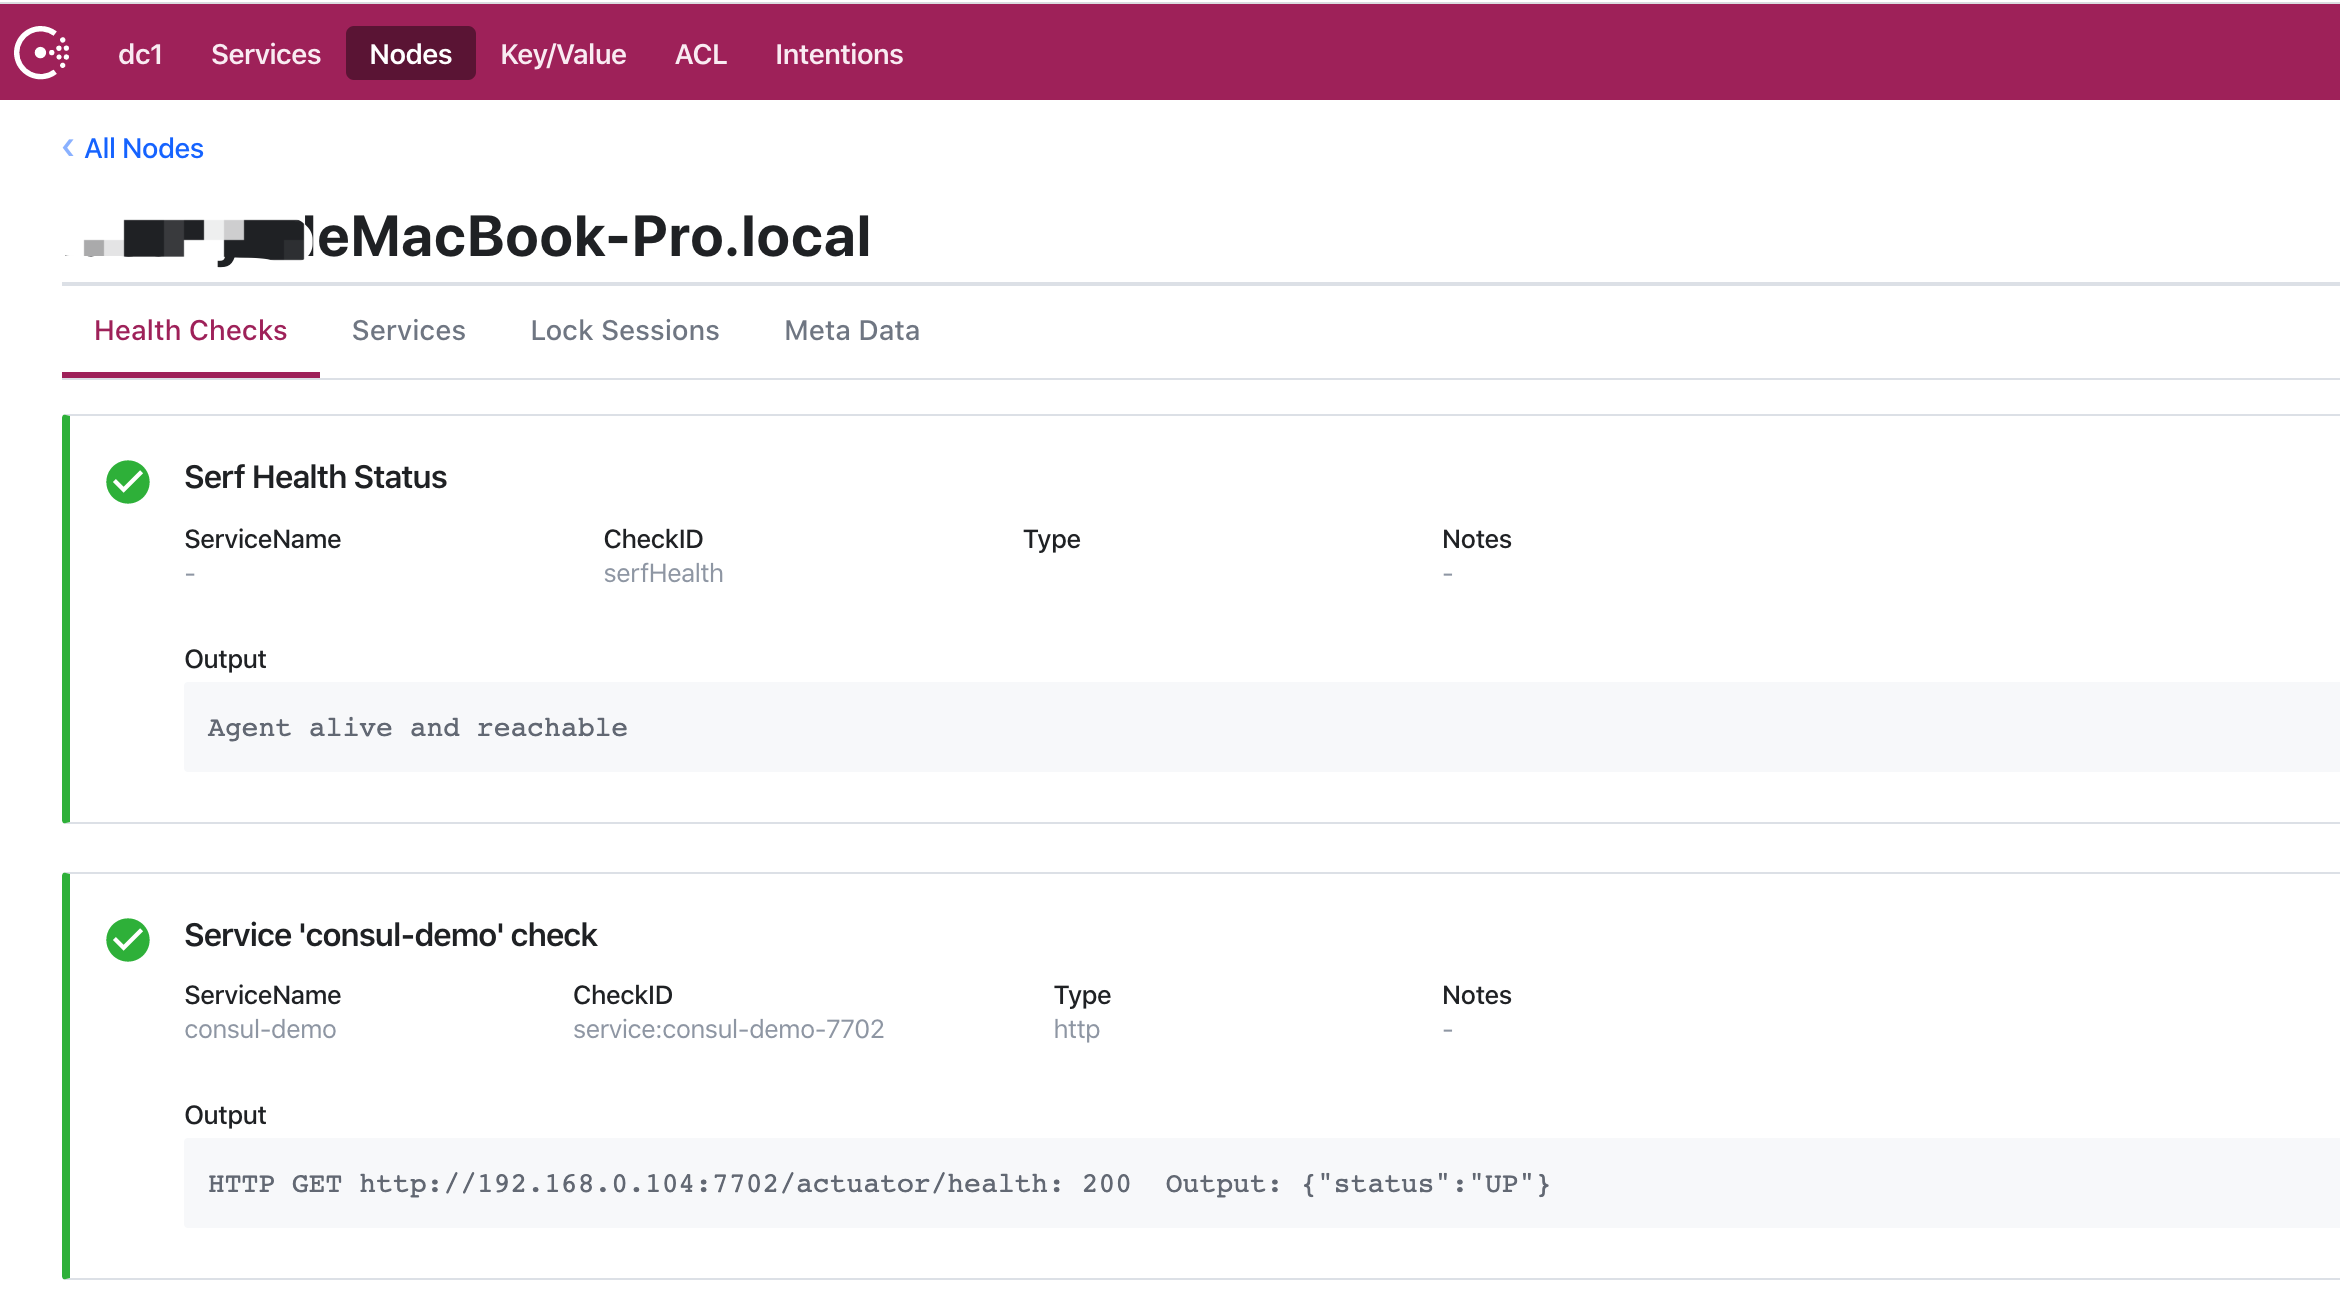 dc1 Services Nodes Key/Value ACL Intentions
All Nodes
eMacBook-Pro.local
Health Checks Services Lock Sessions Meta Data
Serf Health Status
ServiceName CheckID Type Notes
- serfHealth -
Output
Agent alive and reachable
Service 'consul-demo' check
ServiceName CheckID Type Notes
consul-demo service:consul-demo-7702 http -
Output
HTTP GET http://192.168.0.104:7702/actuator/health: 200  Output: {"status":"UP"}